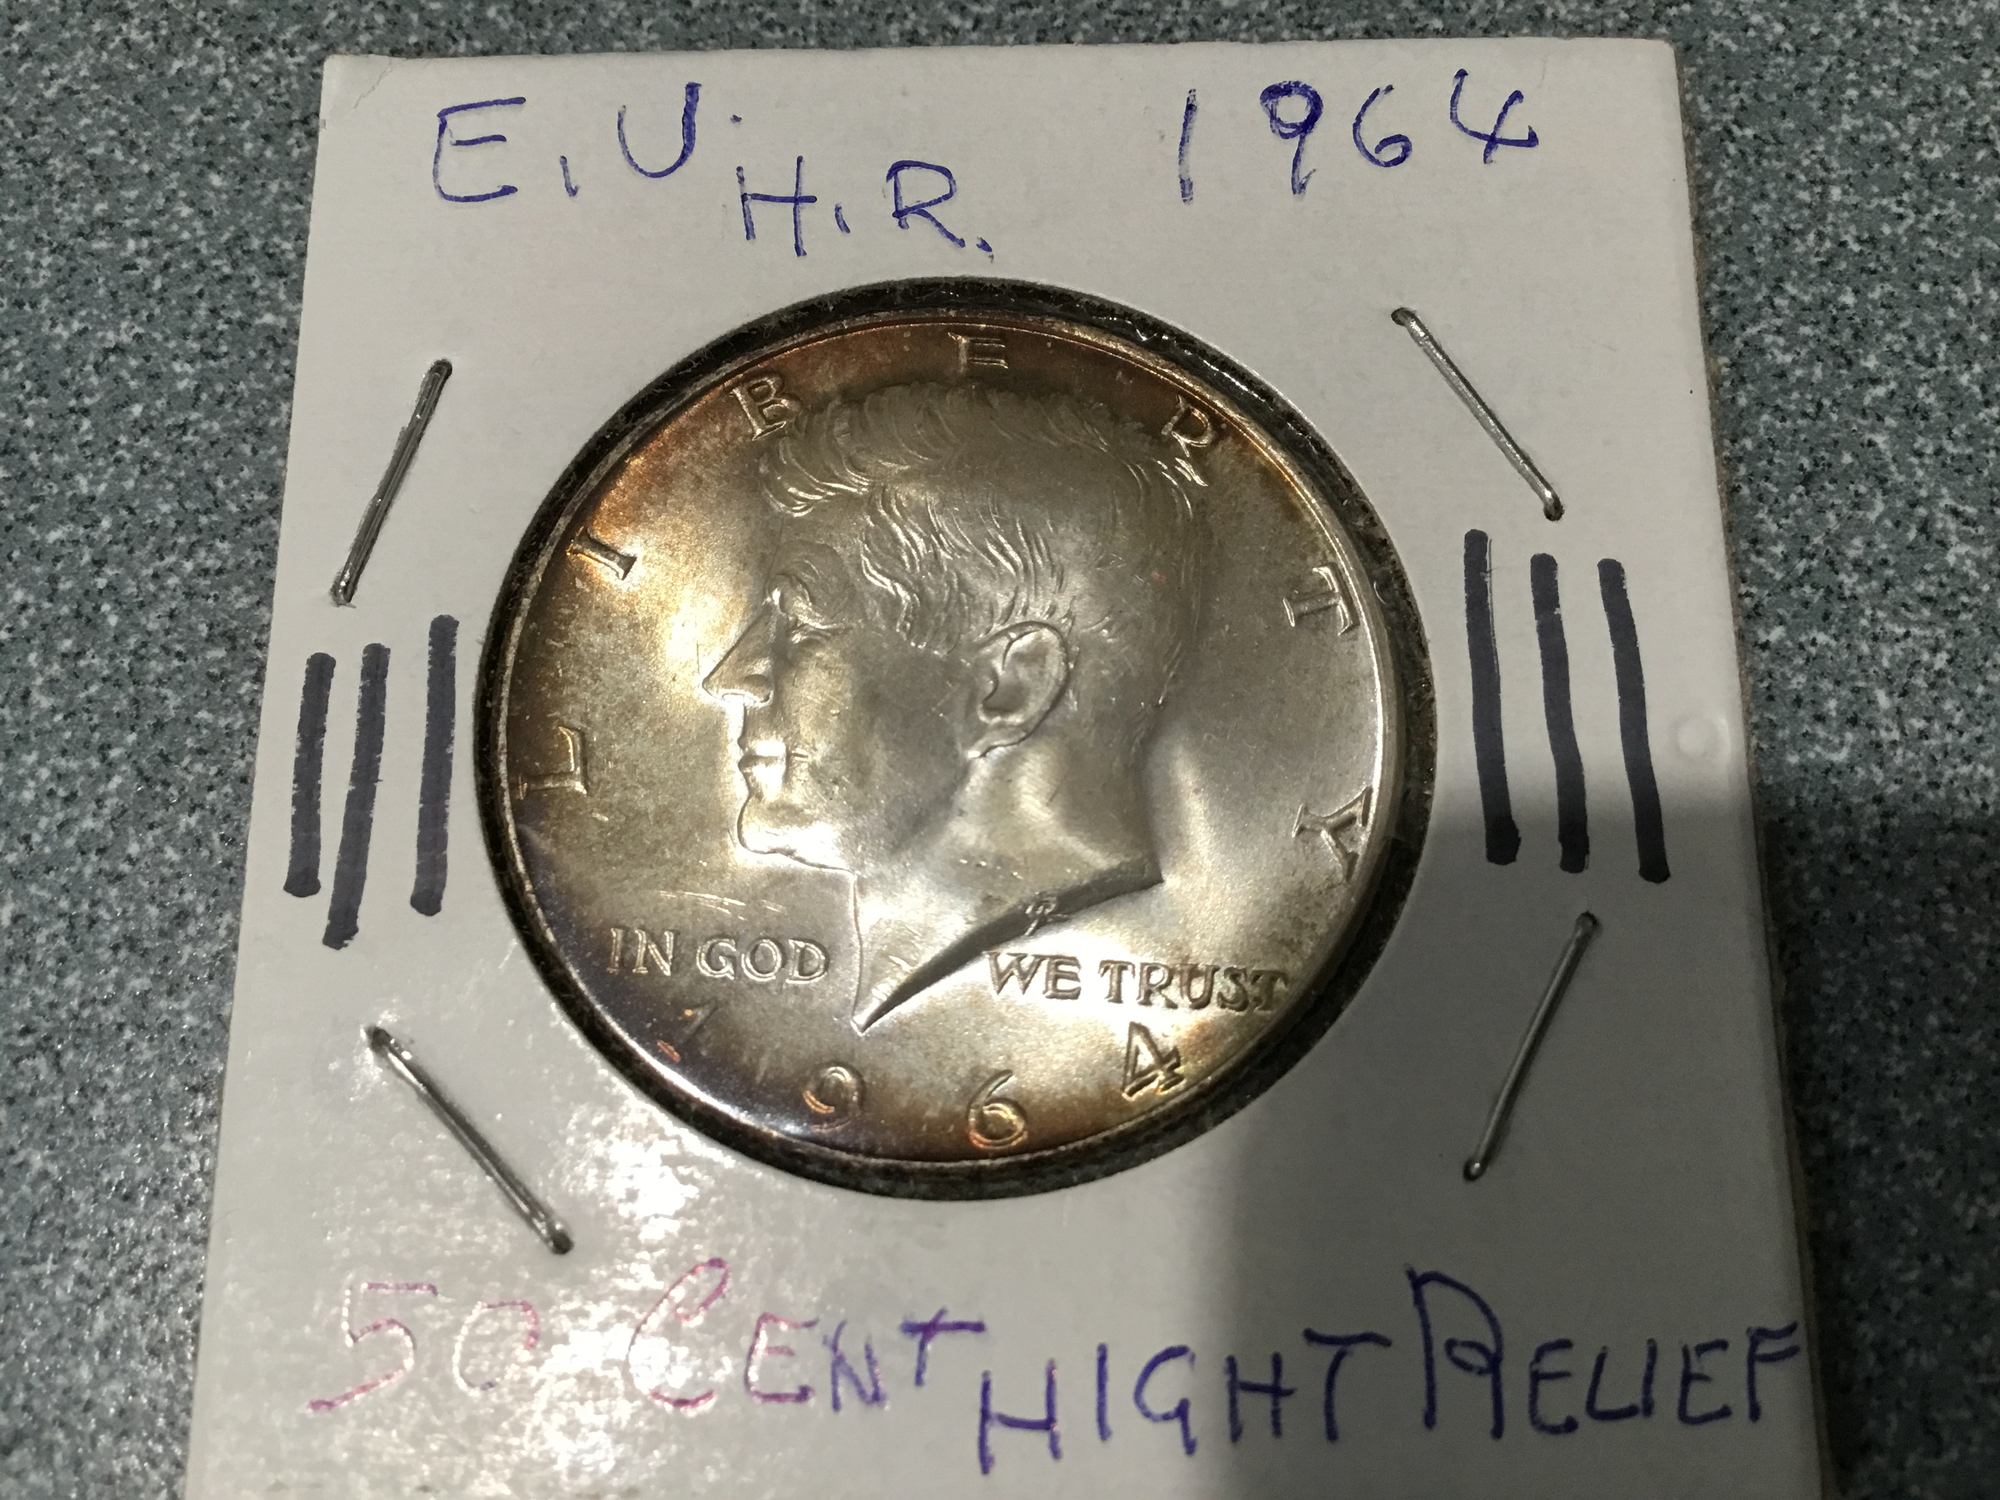 E.U. 1964
H.R.
LIBERTY
IN GOD WE TRUST
1964
50 CENT HIGHT RELIEF